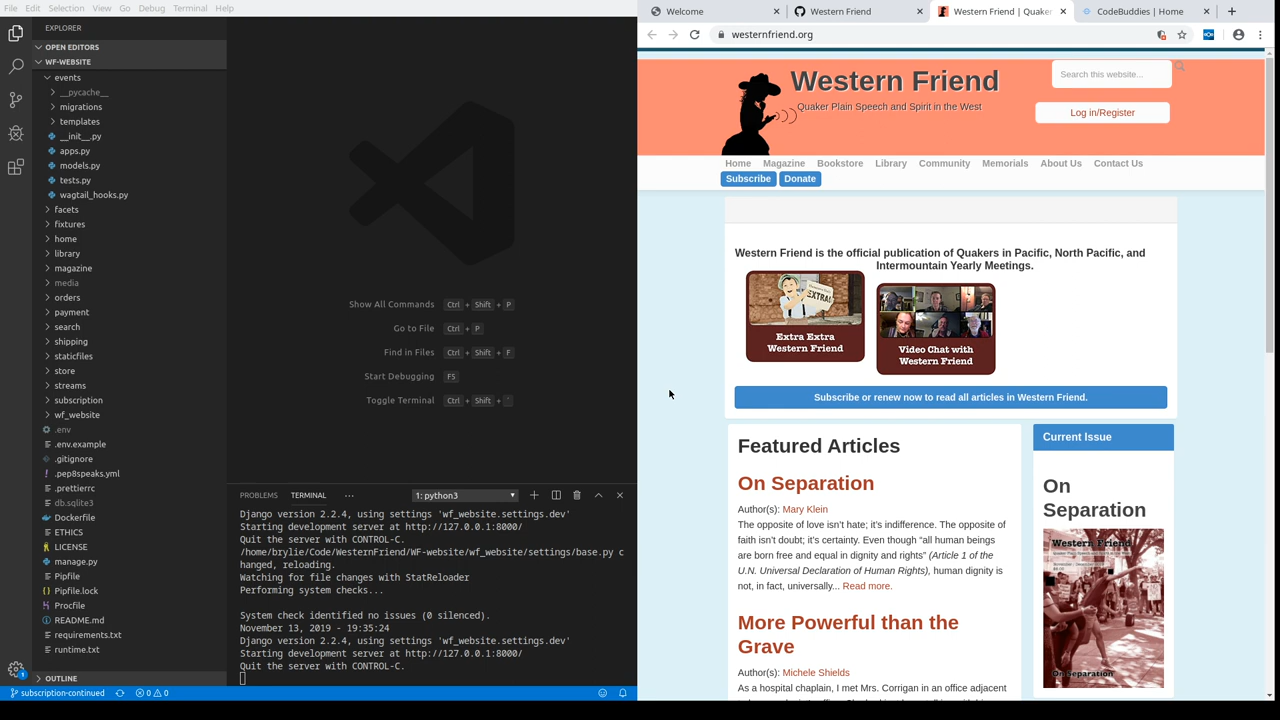 File Edit Selection View Go Debug Terminal Help
EXPLORER
OPEN EDITORS
WF-WEBSITE
events
__pycache__
migrations
templates
__init__.py
apps.py
models.py
tests.py
wagtail_hooks.py
facets
fixtures
home
library
magazine
media
orders
payment
search
shipping
staticfiles
store
streams
subscription
wf_website
.env
.env.example
.gitignore
.pep8speaks.yml
.prettierrc
db.sqlite3
Dockerfile
ETHICS
LICENSE
manage.py
Pipfile
Pipfile.lock
Procfile
README.md
requirements.txt
runtime.txt
OUTLINE
subscription-continued 0 0
1
Show All Commands Ctrl + Shift + P
Go to File Ctrl + P
Find in Files Ctrl + Shift + F
Start Debugging F5
Toggle Terminal Ctrl + Shift + `
PROBLEMS TERMINAL ··· 1: python3
Django version 2.2.4, using settings 'wf_website.settings.dev'
Starting development server at http://127.0.0.1:8000/
Quit the server with CONTROL-C.
/home/brylie/Code/WesternFriend/WF-website/wf_website/settings/base.py c
hanged, reloading.
Watching for file changes with StatReloader
Performing system checks...
System check identified no issues (0 silenced).
November 13, 2019 - 19:35:24
Django version 2.2.4, using settings 'wf_website.settings.dev'
Starting development server at http://127.0.0.1:8000/
Quit the server with CONTROL-C.
Welcome Western Friend Western Friend | Quaker CodeBuddies | Home
westernfriend.org
Western Friend
Quaker Plain Speech and Spirit in the West
Search this website...
Log in/Register
Home Magazine Bookstore Library Community Memorials About Us Contact Us
Subscribe Donate
Western Friend is the official publication of Quakers in Pacific, North Pacific, and
Intermountain Yearly Meetings.
EXTRA!
Extra Extra
Western Friend
Video Chat with
Western Friend
Subscribe or renew now to read all articles in Western Friend.
Featured Articles
On Separation
Author(s): Mary Klein
The opposite of love isn't hate; it's indifference. The opposite of
faith isn't doubt; it's certainty. Even though "all human beings
are born free and equal in dignity and rights" (Article 1 of the
U.N. Universal Declaration of Human Rights), human dignity is
not, in fact, universally... Read more.
More Powerful than the
Grave
Author(s): Michele Shields
As a hospital chaplain, I met Mrs. Corrigan in an office adjacent
Current Issue
On
Separation
Western Friend
On Separation